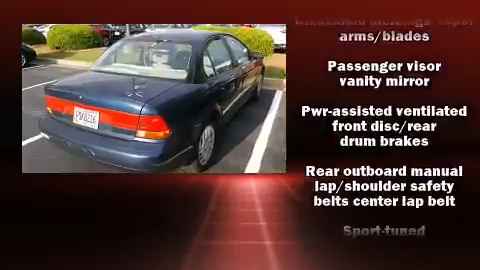 arms/blades
Passenger visor
vanity mirror
Pwr-assisted ventilated
front disc/rear
drum brakes
Rear outboard manual
lap/shoulder safety
belts center lap belt
Sport-tuned